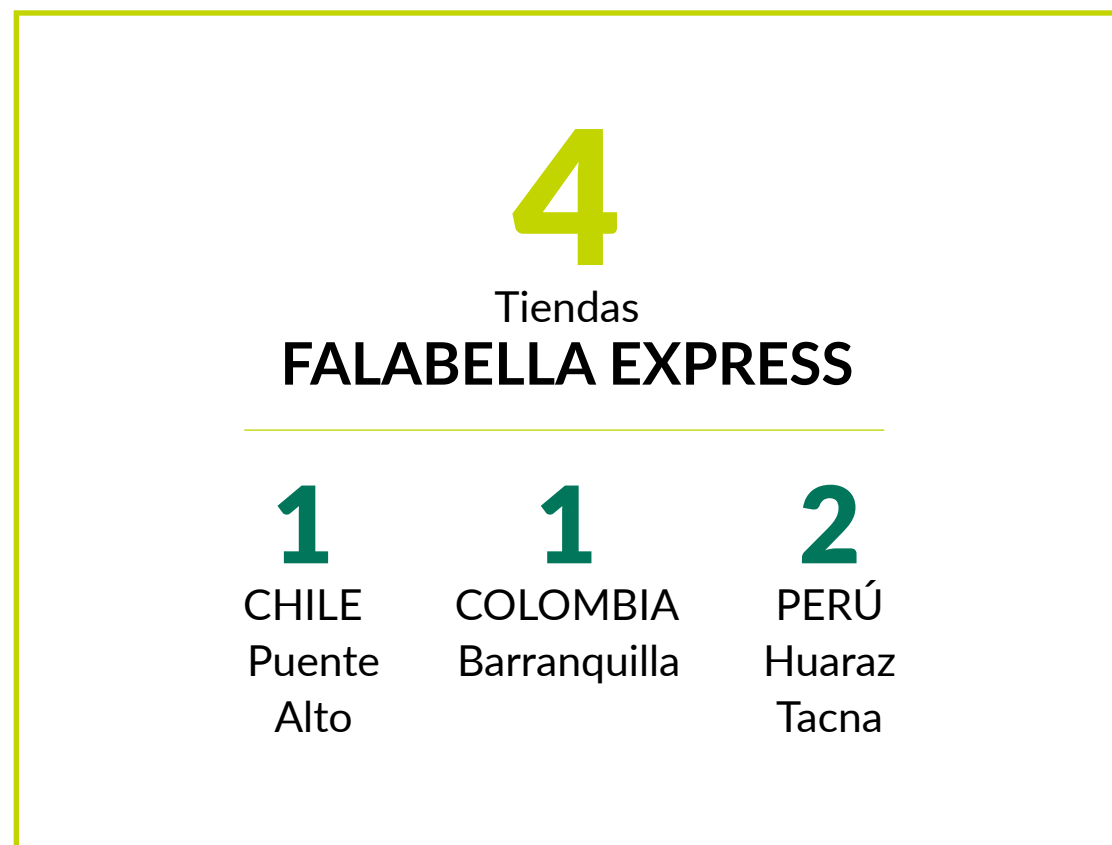 4
Tiendas
FALABELLA EXPRESS
1
CHILE
Puente
Alto
1
COLOMBIA
Barranquilla
2
PERÚ
Huaraz
Tacna